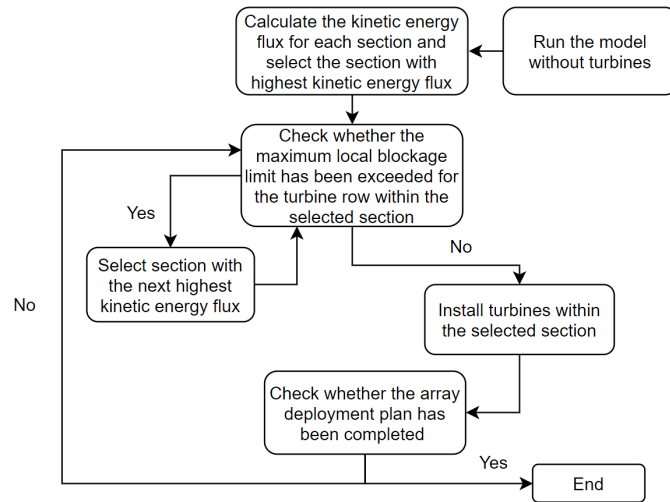 Calculate the kinetic energy
flux for each section and
select the section with
highest kinetic energy flux
Run the model
without turbines
Check whether the
maximum local blockage
limit has been exceeded for
the turbine row within the
selected section
Yes
No
Select section with
the next highest
kinetic energy flux
No
Install turbines within
the selected section
Check whether the array
deployment plan has
been completed
Yes
End